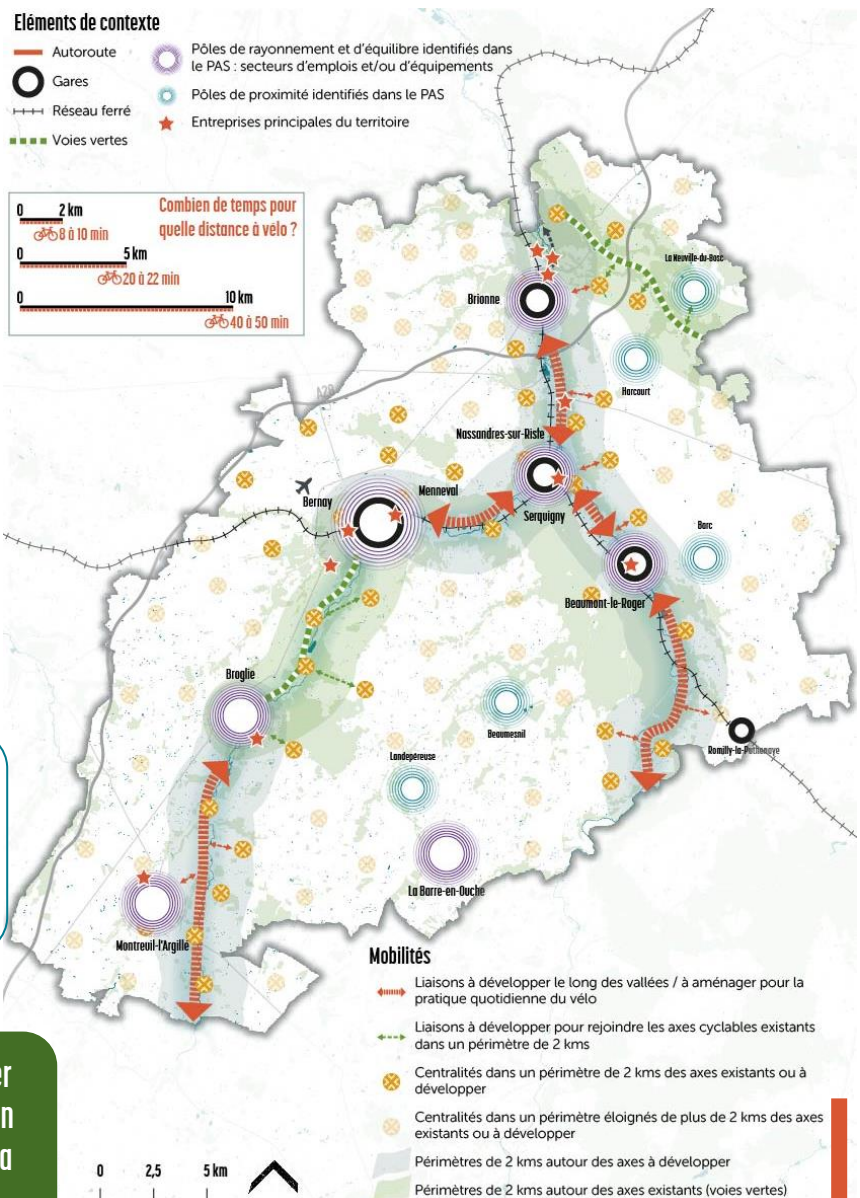 Eléments de contexte
Autoroute
Gares
Réseau ferré
Voies vertes
Pôles de rayonnement et d'équilibre identifiés dans
le PAS : secteurs d'emplois et/ou d'équipements
Pôles de proximité identifiés dans le PAS
Entreprises principales du territoire
Combien de temps pour
quelle distance à vélo ?
0 2 km
8 à 10 min
0 5 km
20 à 22 min
0 10 km
40 à 50 min
La Neuville-du-Bosc
Brionne
Harcourt
A28
Nassandres-sur-Risle
Menneval
Bernay
Serquigny
Barc
Beaumont-le-Roger
Broglie
Beaumesnil
Romilly-la-Puthenaye
Landepéreuse
La Barre-en-Ouche
Montreuil-l'Argille
Mobilités
Liaisons à développer le long des vallées / à aménager pour la
pratique quotidienne du vélo
Liaisons à développer pour rejoindre les axes cyclables existants
dans un périmètre de 2 kms
Centralités dans un périmètre de 2 kms des axes existants ou à
développer
Centralités dans un périmètre éloignés de plus de 2 kms des axes
existants ou à développer
Périmètres de 2 kms autour des axes à développer
Périmètres de 2 kms autour des axes existants (voies vertes)
er
n
a
0 2,5 5 km